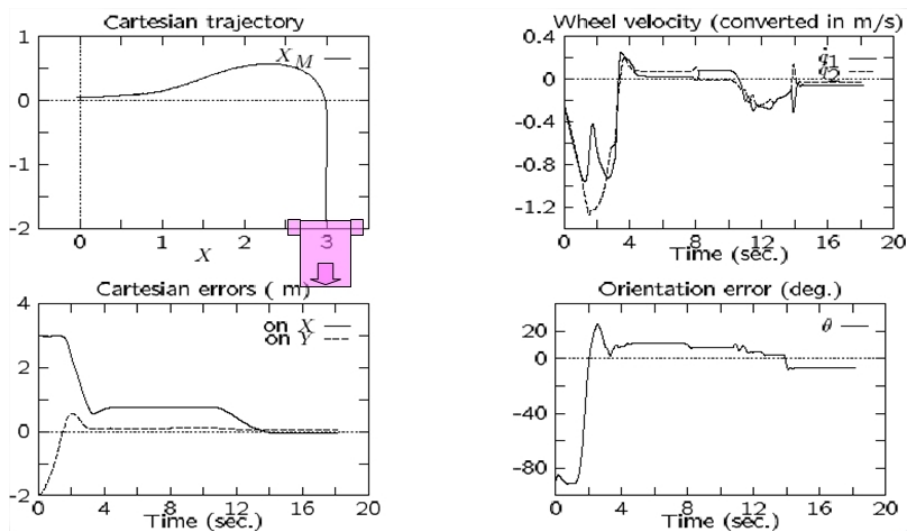 Cartesian trajectory
1
0
-1
-2
X_M
0 1 2 3
X
Wheel velocity (converted in m/s)
0.4
0
-0.4
-0.8
-1.2
q̇1
q̇2
0 4 8 12 16 20
Time (sec.)
Cartesian errors ( m)
4
2
0
-2
on X
on Y
0 4 8 12 16 20
Time (sec.)
Orientation error (deg.)
20
0
-40
-80
θ
0 4 8 12 16 20
Time (sec.)